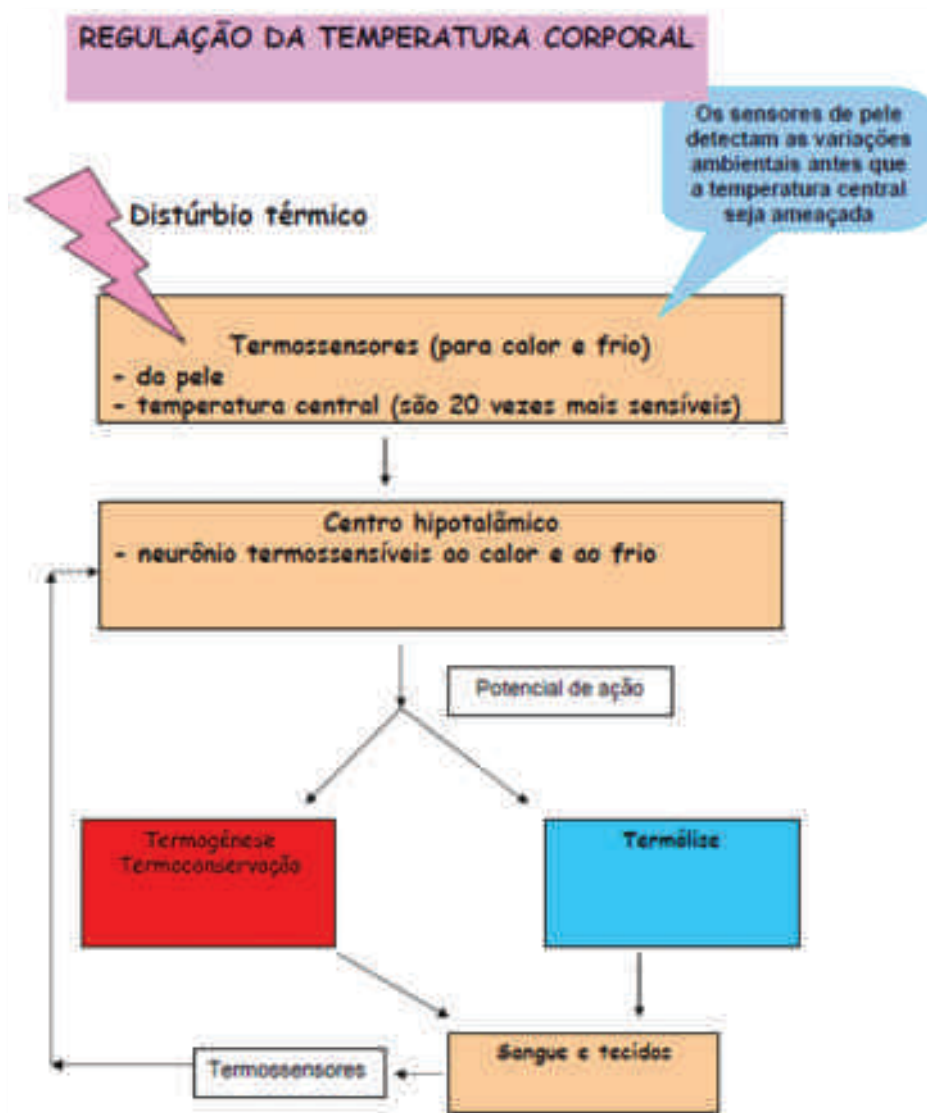 REGULAÇÃO DA TEMPERATURA CORPORAL
Os sensores de pele
detectam as variações
ambientais antes que
a temperatura central
seja ameaçada
Distúrbio térmico
Termossensores (para calor e frio)
- da pele
- temperatura central (são 20 vezes mais sensíveis)
Centro hipotalâmico
- neurônio termossensíveis ao calor e ao frio
Potencial de ação
Termogênese
Termoconservação
Termólise
Sangue e tecidos
Termossensores